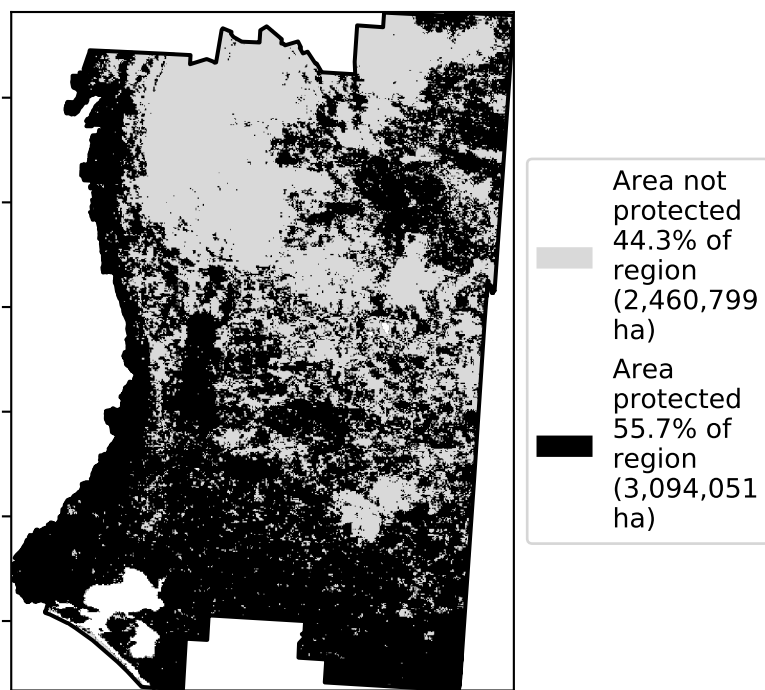 Area not
protected
44.3% of
region
(2,460,799
ha)
Area
protected
55.7% of
region
(3,094,051
ha)